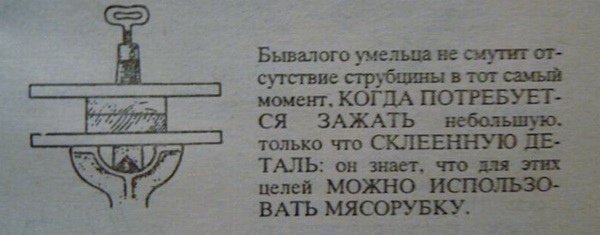 Бывалого умельца не смутит от-
сутствие струбцины в тот самый
момент, КОГДА ПОТРЕБУЕТ-
СЯ ЗАЖАТЬ небольшую,
только что СКЛЕЕННУЮ ДЕ-
ТАЛЬ: он знает, что для этих
целей МОЖНО ИСПОЛЬЗО-
ВАТЬ МЯСОРУБКУ.